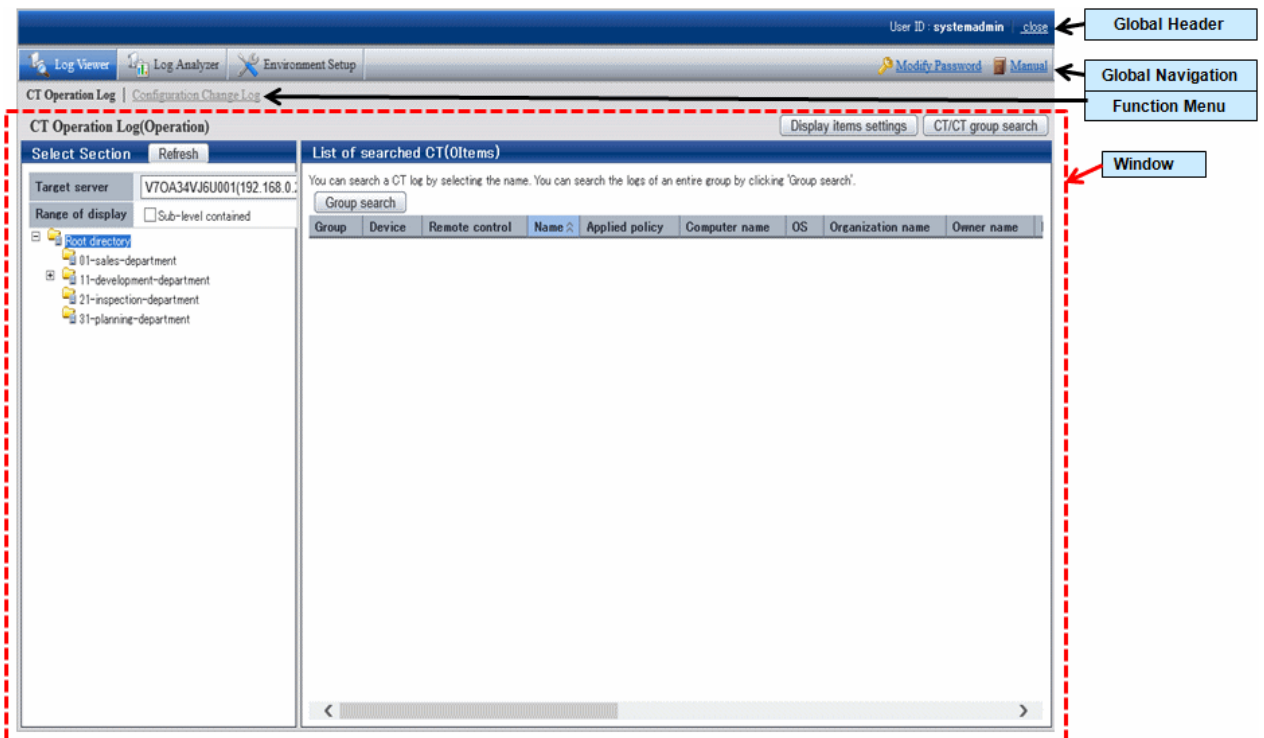 User ID : systemadmin | close
Global Header
Log Viewer Log Analyzer Environment Setup Modify Password Manual
Global Navigation
CT Operation Log | Configuration Change Log
Function Menu
CT Operation Log(Operation) Display items settings CT/CT group search
Window
Select Section Refresh
List of searched CT(0Items)
Target server V7OA34VJ6U001(192.168.0.
You can search a CT log by selecting the name. You can search the logs of an entire group by clicking 'Group search'.
Group search
Range of display Sub-level contained
Group Device Remote control Name Applied policy Computer name OS Organization name Owner name
Root directory
01-sales-department
11-development-department
21-inspection-department
31-planning-department